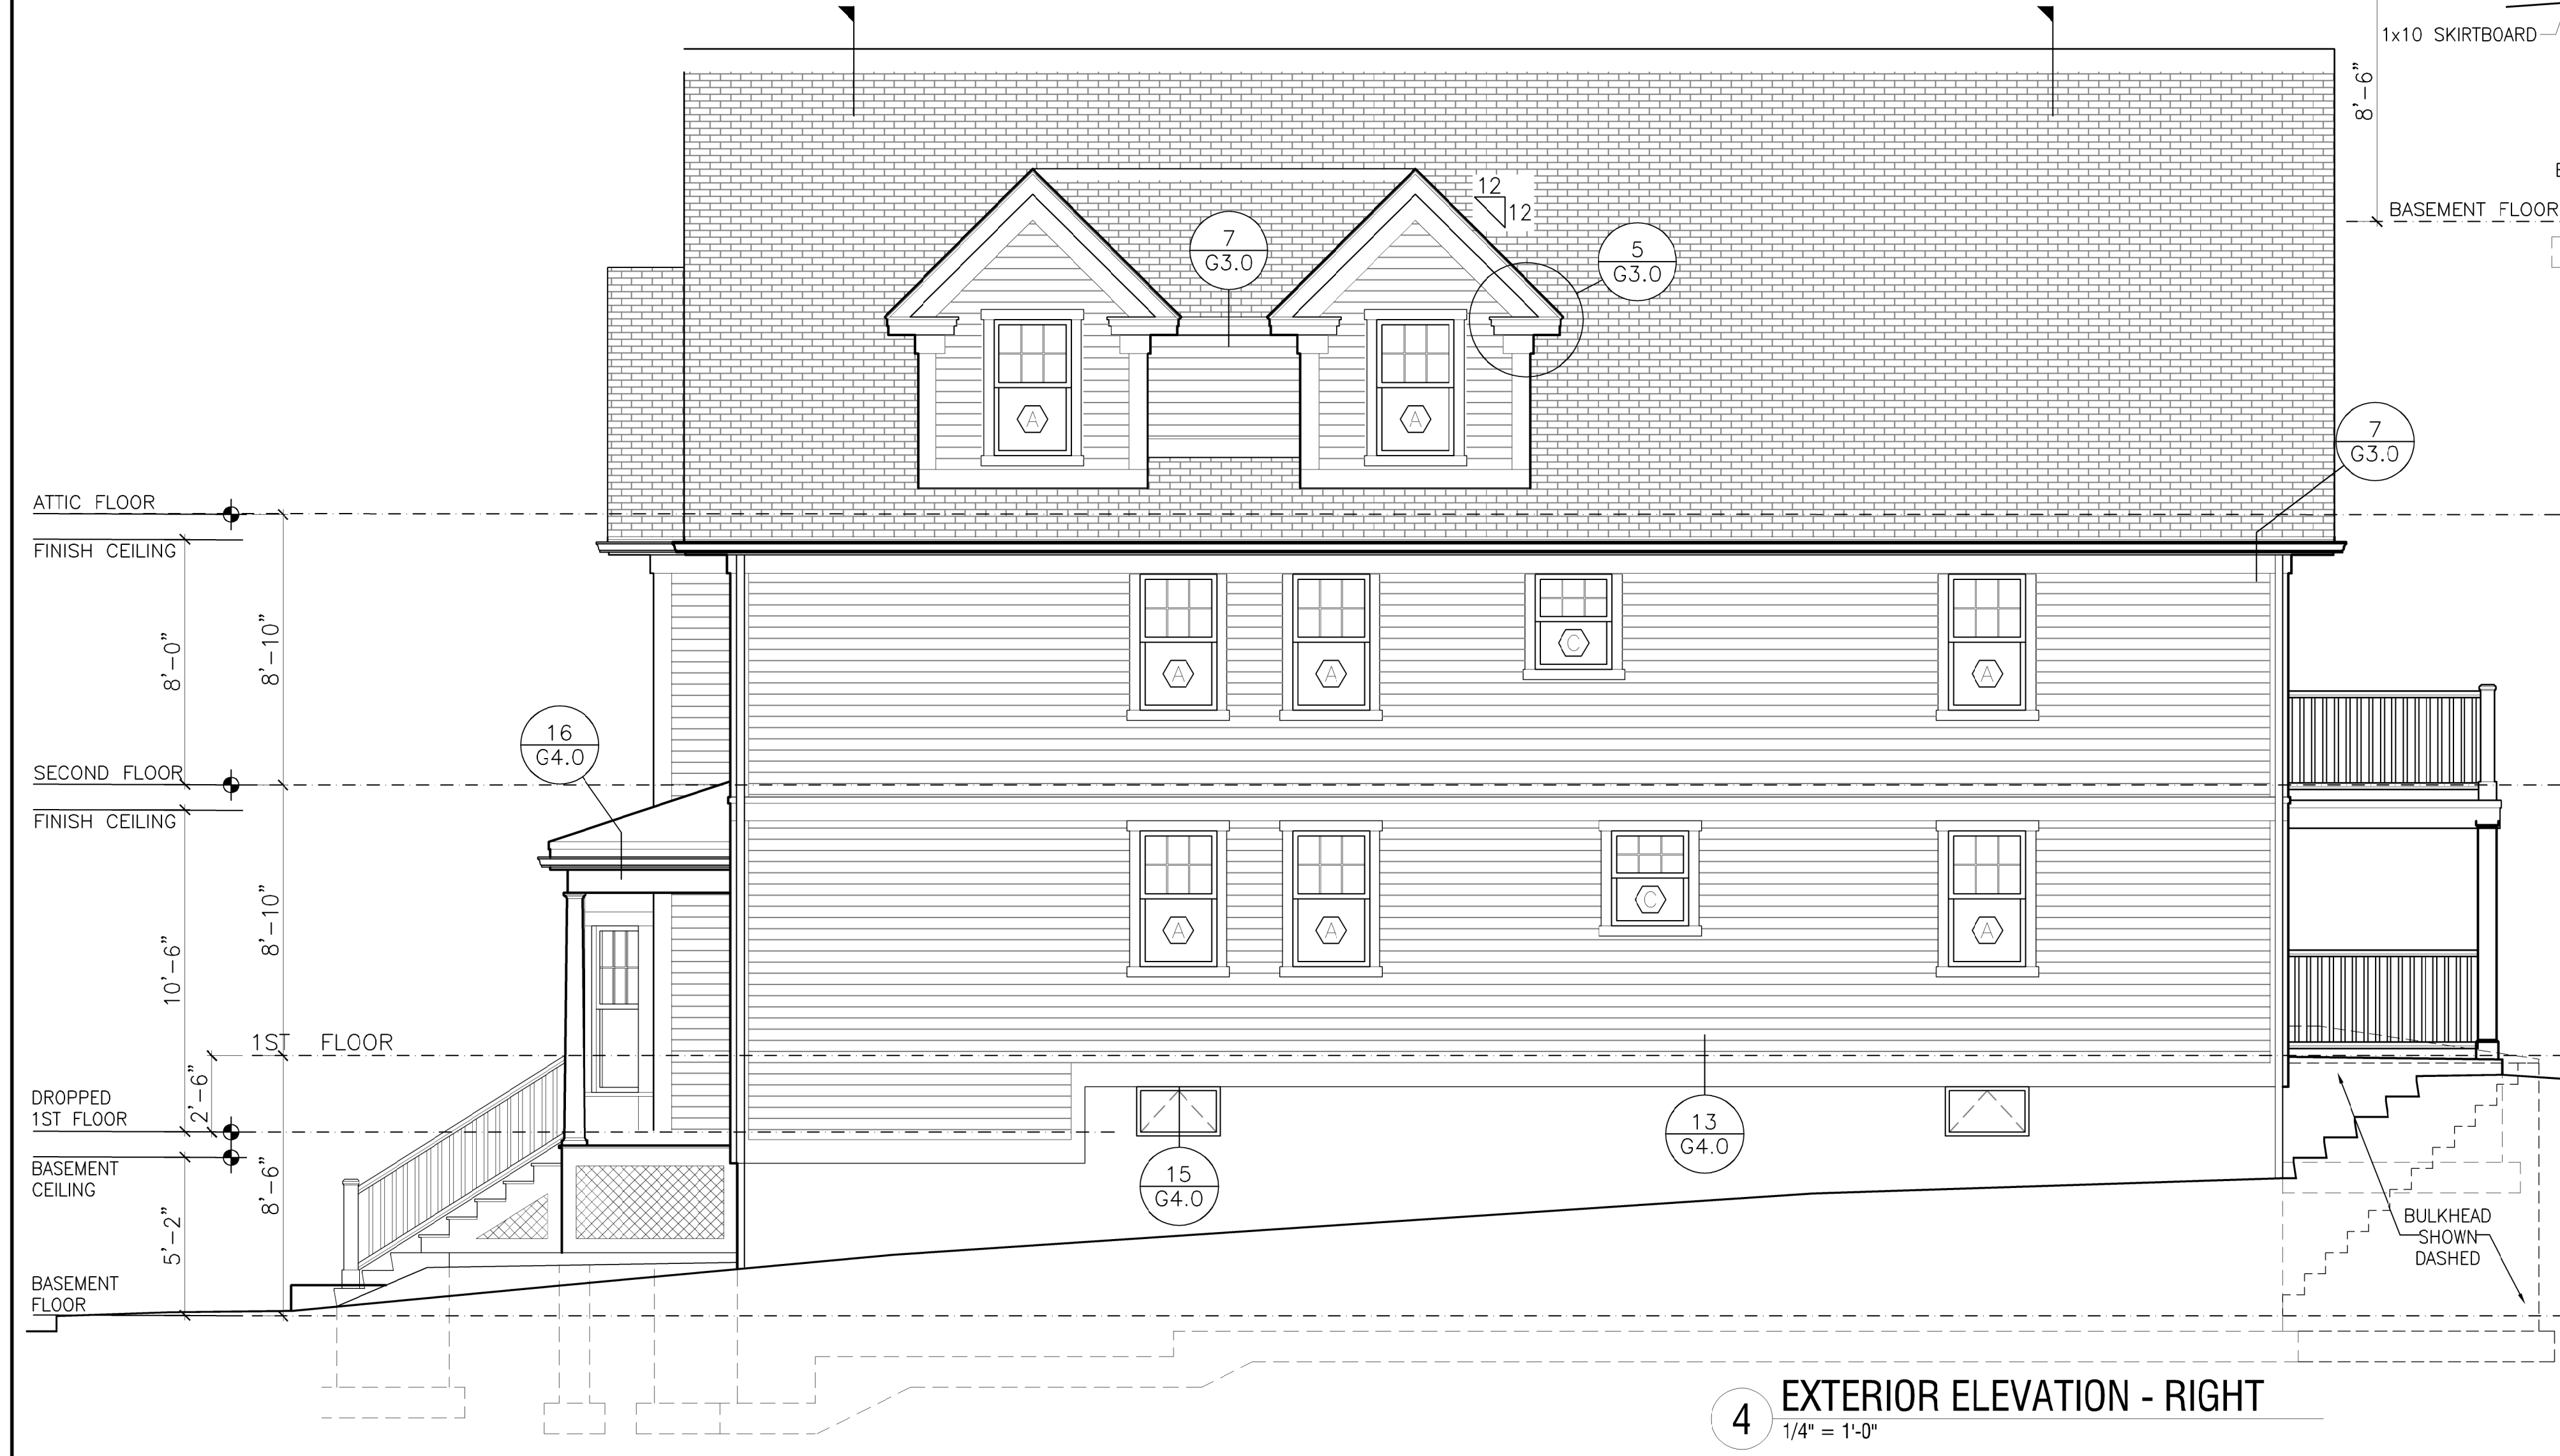 1x10 SKIRTBOARD
8'-6"
BASEMENT FLOOR
12
12
7
G3.0
5
G3.0
A
A
7
G3.0
ATTIC FLOOR
FINISH CEILING
8'-0"
8'-10"
A
A
C
A
16
G4.0
SECOND FLOOR
FINISH CEILING
10'-6"
8'-10"
A
A
C
A
1ST FLOOR
2'-6"
DROPPED
1ST FLOOR
BASEMENT
CEILING
8'-6"
5'-2"
BASEMENT
FLOOR
13
G4.0
15
G4.0
BULKHEAD
SHOWN
DASHED
4
EXTERIOR ELEVATION - RIGHT
1/4" = 1'-0"